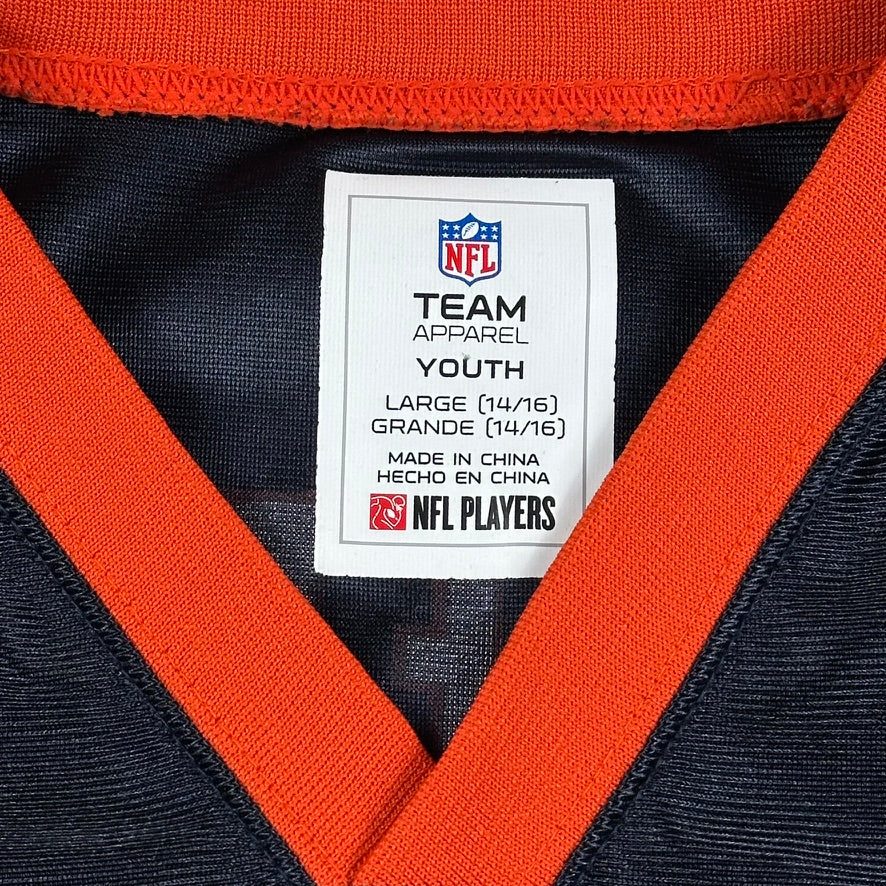 NFL
TEAM
APPAREL
YOUTH
LARGE (14/16)
GRANDE (14/16)
MADE IN CHINA
HECHO EN CHINA
NFL PLAYERS